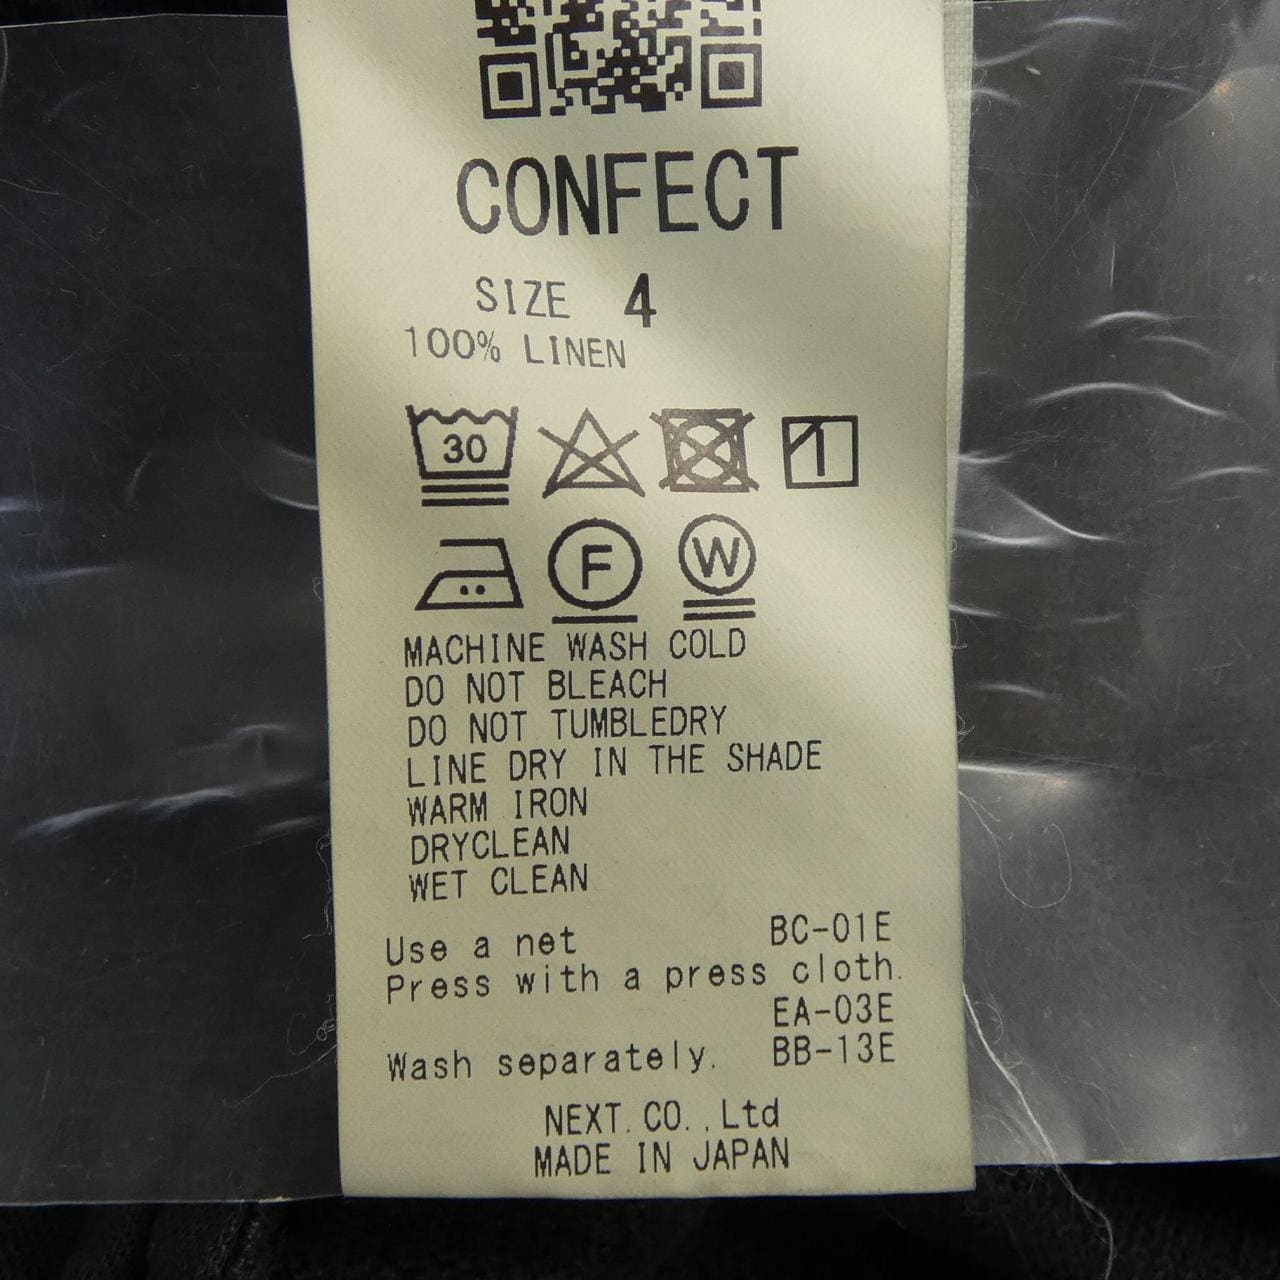 CONFECT
SIZE 4
100% LINEN
30
F W
MACHINE WASH COLD
DO NOT BLEACH
DO NOT TUMBLEDRY
LINE DRY IN THE SHADE
WARM IRON
DRYCLEAN
WET CLEAN
Use a net BC-01E
Press with a press cloth.
EA-03E
Wash separately. BB-13E
NEXT.CO.,Ltd
MADE IN JAPAN